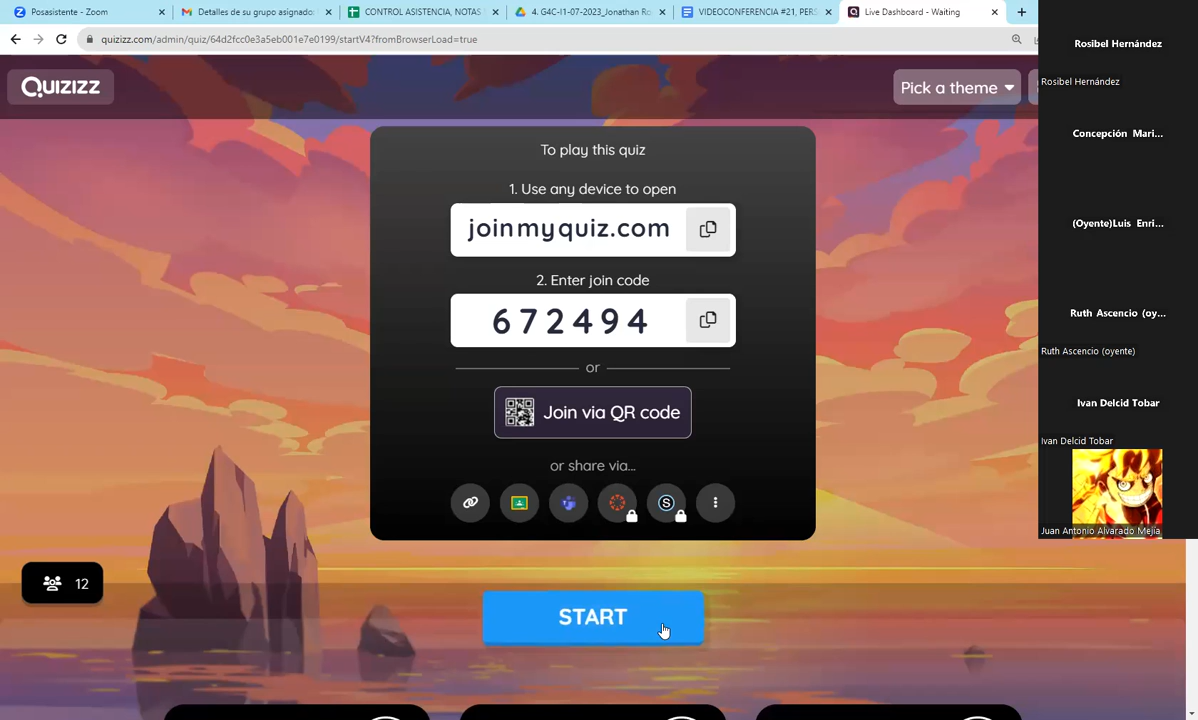 Posasistente - Zoom
Detalles de su grupo asignado:
CONTROL ASISTENCIA, NOTAS
4. G4C-I1-07-2023_Jonathan Ro
VIDEOCONFERENCIA #21, PERS
Live Dashboard - Waiting
quizizz.com/admin/quiz/64d2fcc0e3a5eb001e7e0199/startV4?fromBrowserLoad=true
Quizizz
Pick a theme
To play this quiz
1. Use any device to open
joinmyquiz.com
2. Enter join code
672494
or
Join via QR code
or share via...
S
12
START
Rosibel Hernández
Rosibel Hernández
Concepción Mari...
(Oyente)Luis Enri...
Ruth Ascencio (oy...
Ruth Ascencio (oyente)
Ivan Delcid Tobar
Ivan Delcid Tobar
Juan Antonio Alvarado Mejía